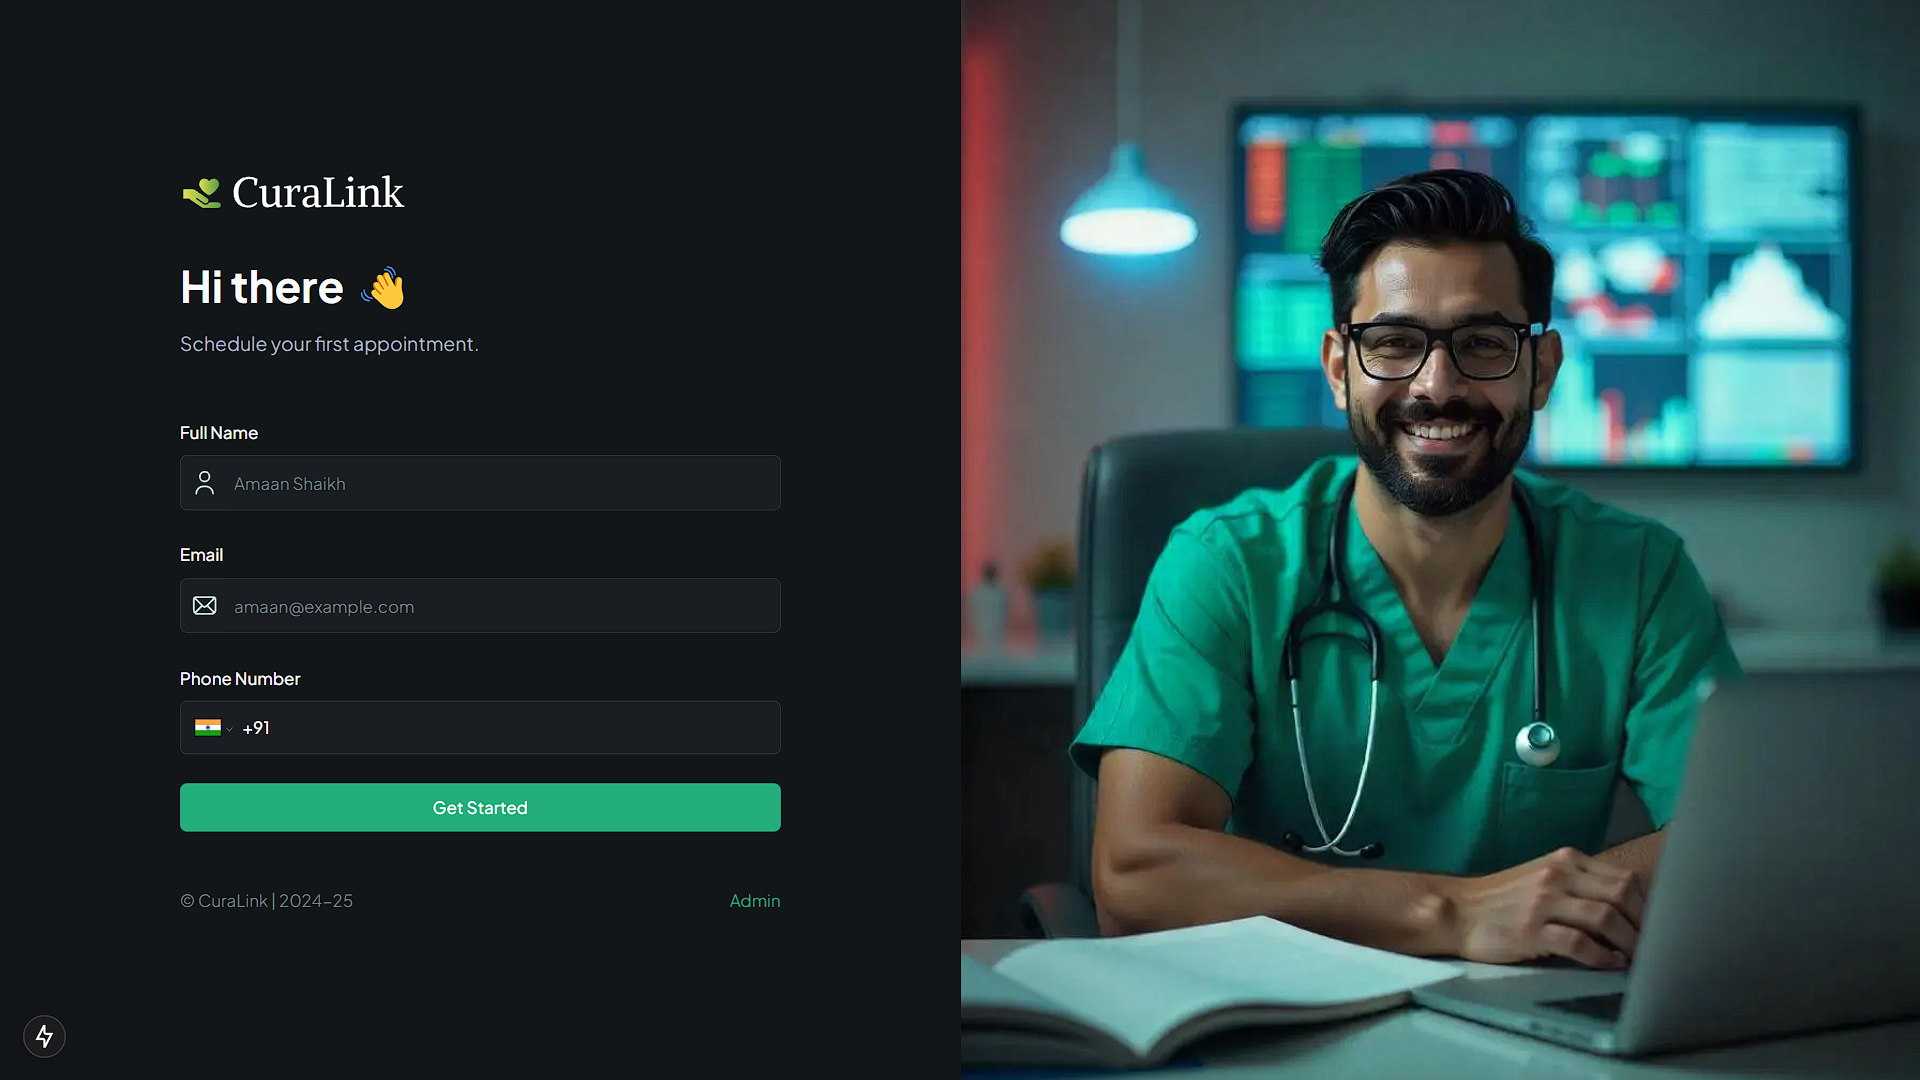 CuraLink
Hi there 👋
Schedule your first appointment.
Full Name
Amaan Shaikh
Email
amaan@example.com
Phone Number
+91
Get Started
© CuraLink | 2024-25
Admin